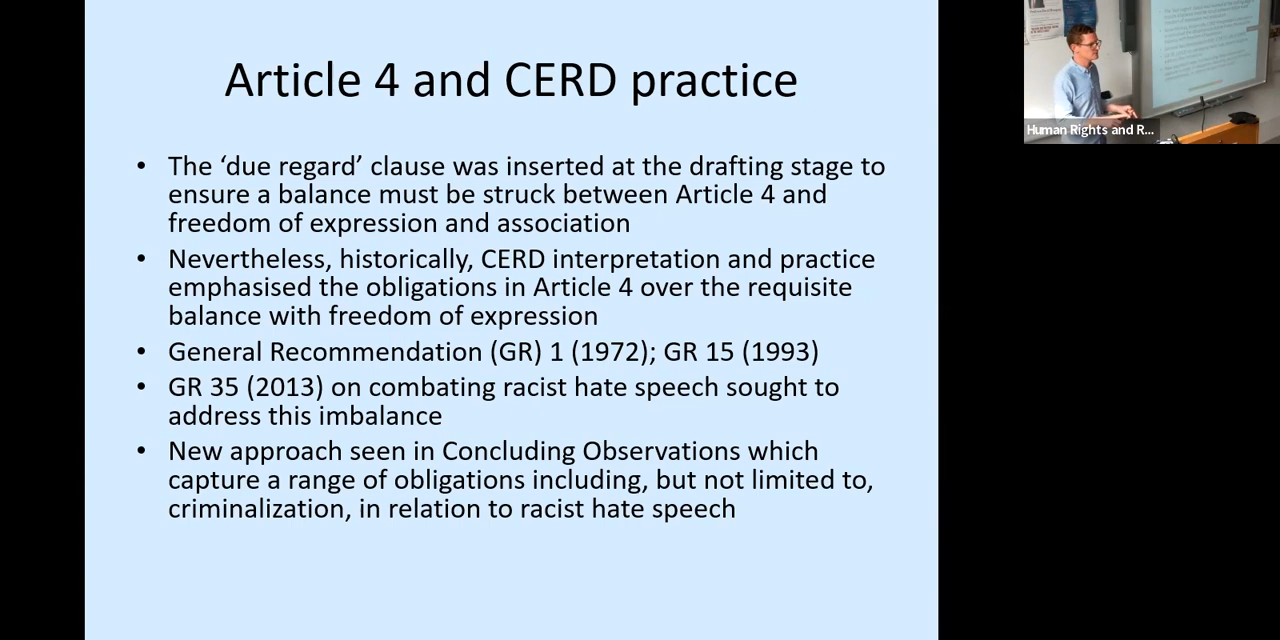 Article 4 and CERD practice
• The ‘due regard’ clause was inserted at the drafting stage to
ensure a balance must be struck between Article 4 and
freedom of expression and association
• Nevertheless, historically, CERD interpretation and practice
emphasised the obligations in Article 4 over the requisite
balance with freedom of expression
• General Recommendation (GR) 1 (1972); GR 15 (1993)
• GR 35 (2013) on combating racist hate speech sought to
address this imbalance
• New approach seen in Concluding Observations which
capture a range of obligations including, but not limited to,
criminalization, in relation to racist hate speech
Human Rights and R...